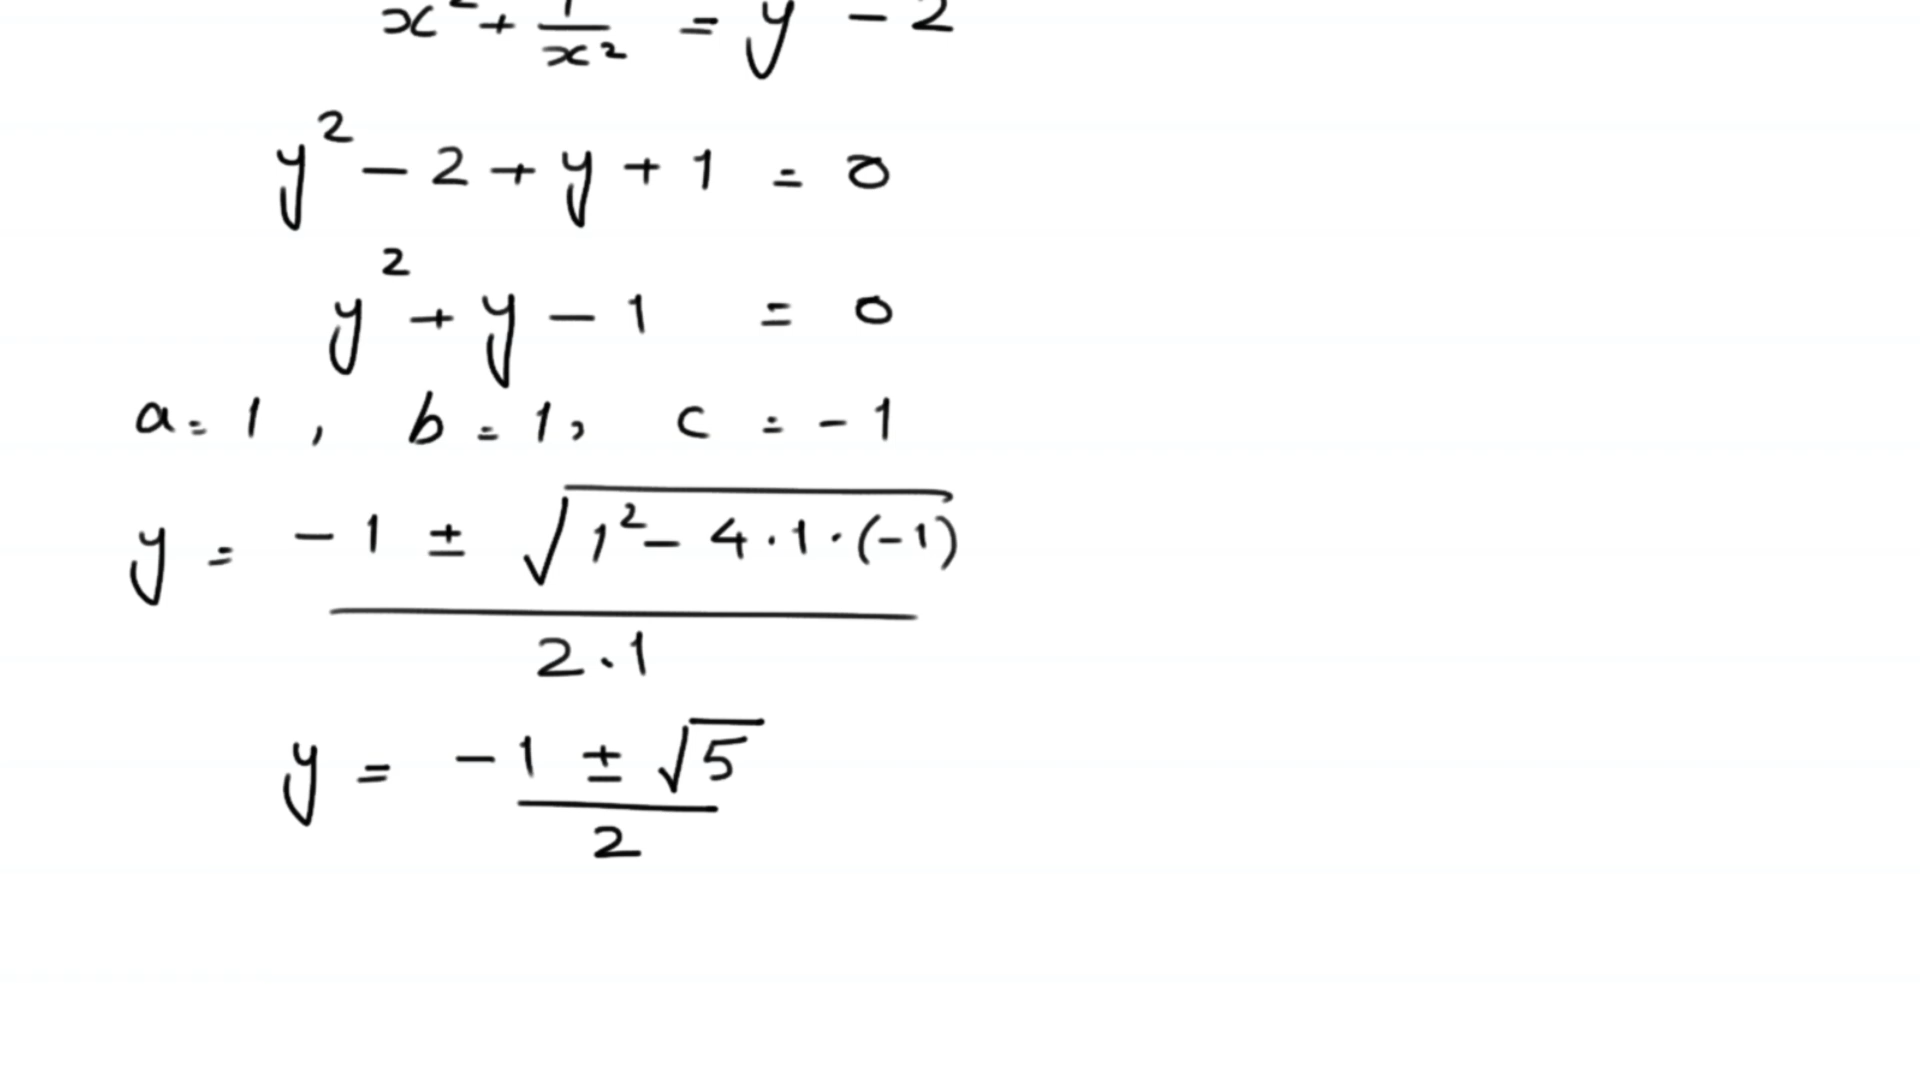 x² + 1/x² = y - 2
y² - 2 + y + 1 = 0
y² + y - 1 = 0
a = 1 , b = 1, c = -1
y = (-1 ± √(1² - 4·1·(-1)))/(2·1)
y = (-1 ± √5)/2